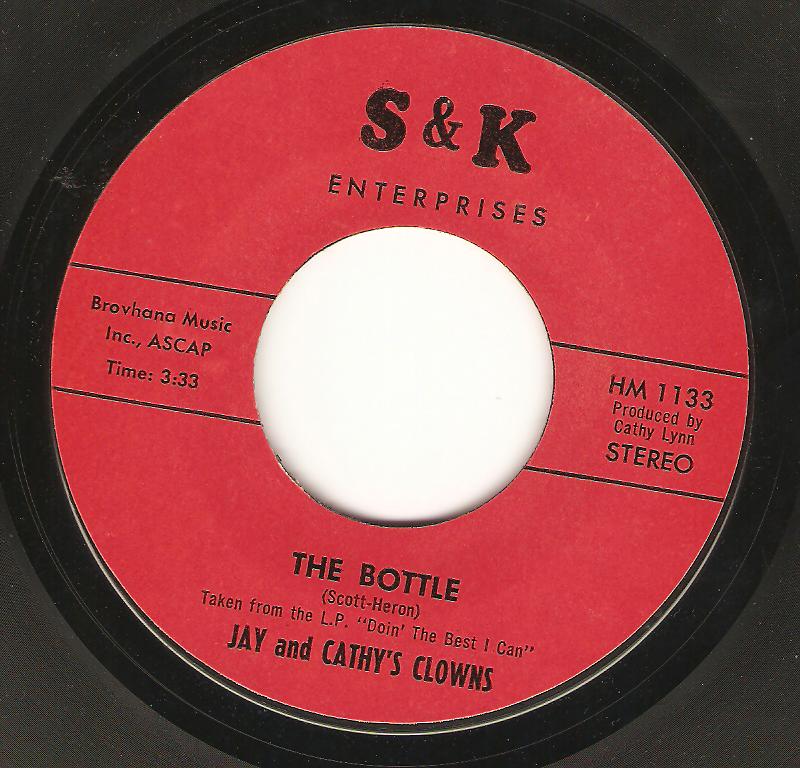 S & K
ENTERPRISES
Brovhana Music
Inc., ASCAP
Time: 3:33
HM 1133
Produced by
Cathy Lynn
STEREO
THE BOTTLE
(Scott-Heron)
Taken from the L.P. "Doin' The Best I Can"
JAY and CATHY'S CLOWNS